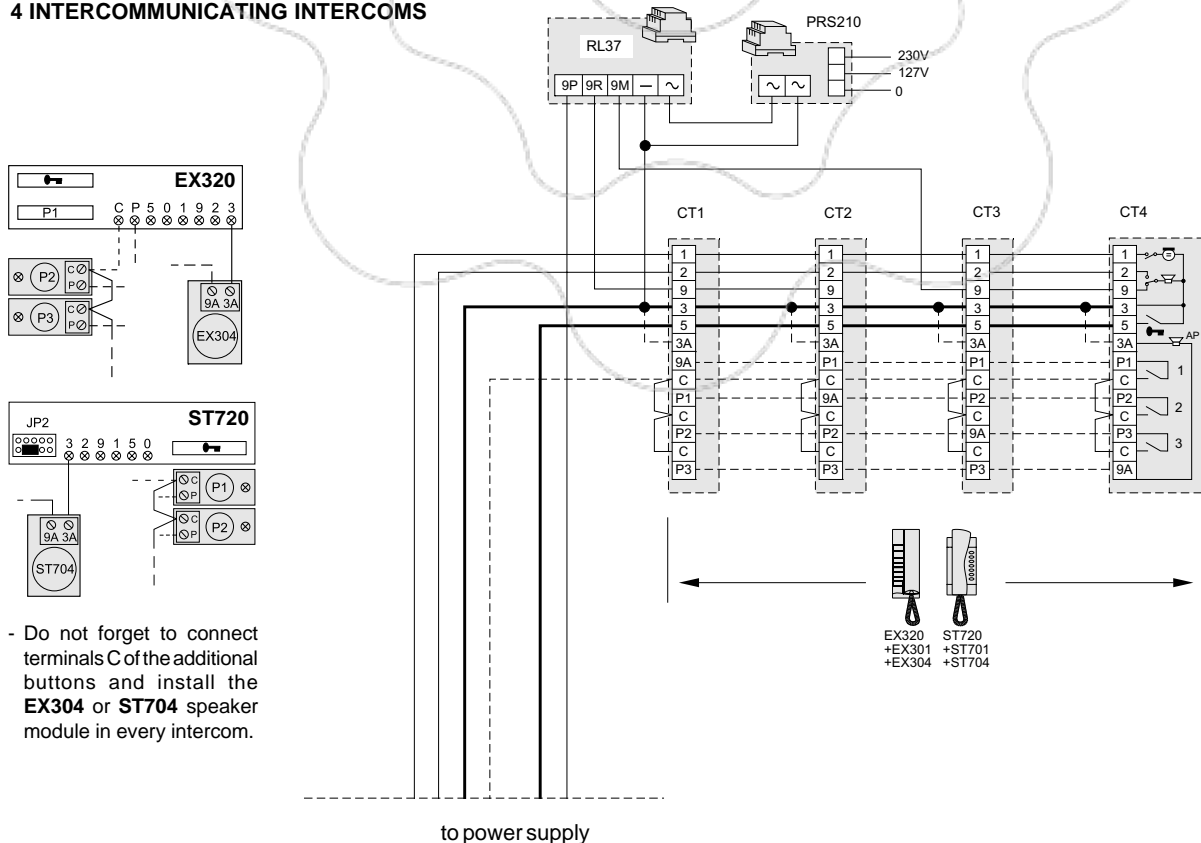 4 INTERCOMMUNICATING INTERCOMS
RL37
PRS210
230V
127V
0
9P 9R 9M — ~
~ ~
EX320
P1
C P 5 0 1 9 2 3
P2
C
P
P3
C
P
9A 3A
EX304
JP2
ST720
3 2 9 1 5 0
C
P
P1
C
P
P2
9A 3A
ST704
CT1
CT2
CT3
CT4
1 1 1 1
2 2 2 2
9 9 9 9
3 3 3 3
5 5 5 5
3A 3A 3A 3A AP
9A P1 P1 P1 1
C C C C
P1 9A P2 P2 2
C C C C
P2 P2 9A P3 3
C C C C
P3 P3 P3 9A
EX320 ST720
+EX301 +ST701
+EX304 +ST704
- Do not forget to connect
terminals C of the additional
buttons and install the
EX304 or ST704 speaker
module in every intercom.
to power supply